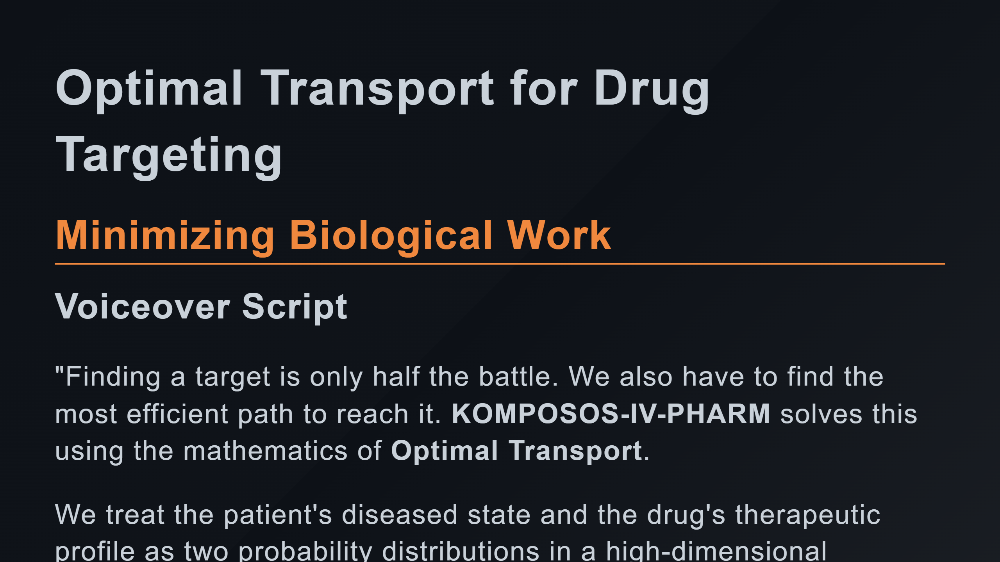 Optimal Transport for Drug
Targeting
Minimizing Biological Work
Voiceover Script
"Finding a target is only half the battle. We also have to find the
most efficient path to reach it. KOMPOSOS-IV-PHARM solves this
using the mathematics of Optimal Transport.
We treat the patient's diseased state and the drug's therapeutic
profile as two probability distributions in a high-dimensional